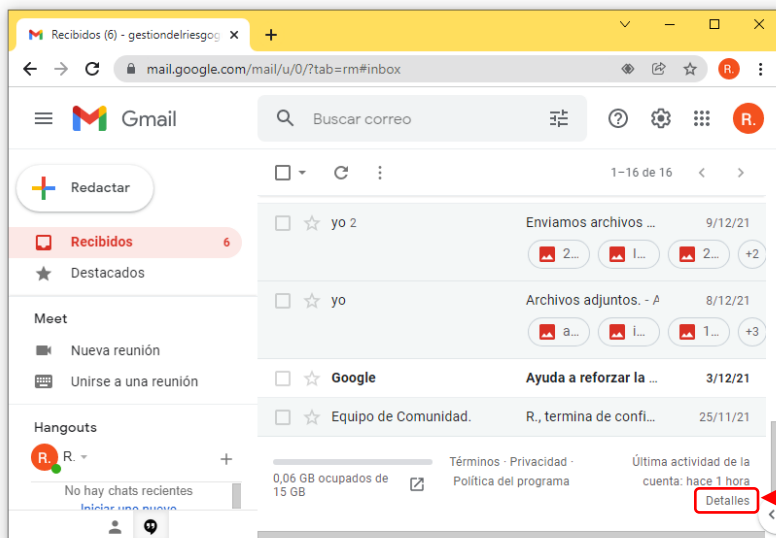 Recibidos (6) - gestiondelriesgog
mail.google.com/mail/u/0/?tab=rm#inbox
R.
Gmail
Buscar correo
R.
Redactar
1–16 de 16
Recibidos 6
Destacados
Meet
Nueva reunión
Unirse a una reunión
Hangouts
R. R.
No hay chats recientes
Iniciar uno nuevo
yo 2 Enviamos archivos ... 9/12/21
2... I... 2... +2
yo Archivos adjuntos. - A 8/12/21
a... i... 1... +3
Google Ayuda a reforzar la ... 3/12/21
Equipo de Comunidad. R., termina de confi... 25/11/21
0,06 GB ocupados de
15 GB
Términos · Privacidad ·
Política del programa
Última actividad de la
cuenta: hace 1 hora
Detalles